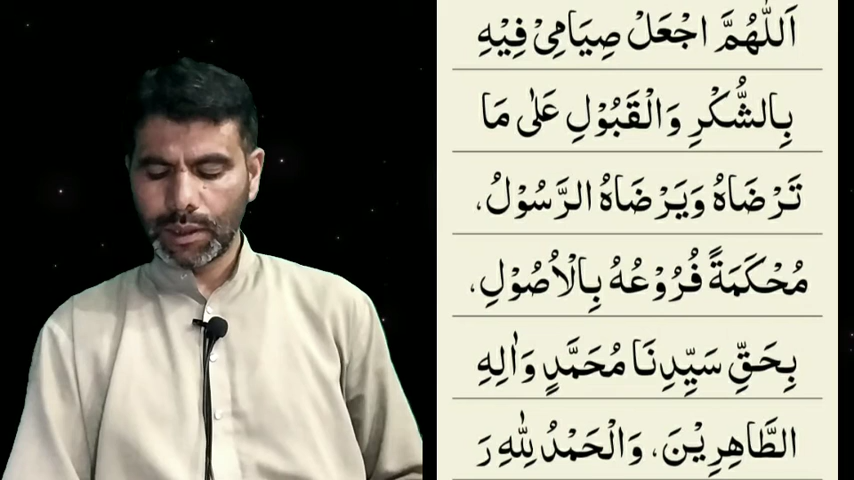 اَللّٰهُمَّ اجْعَلْ صِيَامِيْ فِيْهِ
بِالشُّكْرِ وَالْقَبُوْلِ عَلٰى مَا
تَرْضَاهُ وَيَرْضَاهُ الرَّسُوْلُ،
مُحْكَمَةً فُرُوْعُهُ بِالْاُصُوْلِ،
بِحَقِّ سَيِّدِنَا مُحَمَّدٍ وَاٰلِهِ
الطَّاهِرِيْنَ، وَالْحَمْدُ لِلّٰهِ رَ